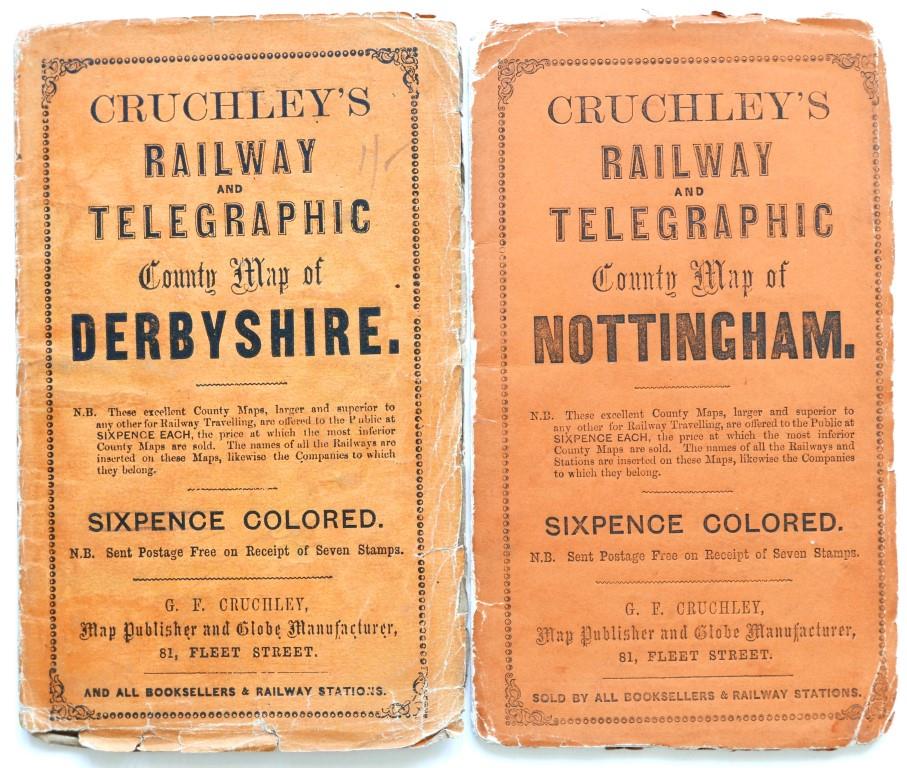 CRUCHLEY'S
RAILWAY
AND
TELEGRAPHIC
County Map of
DERBYSHIRE.
N.B. These excellent County Maps, larger and superior to
any other for Railway Travelling, are offered to the Public at
SIXPENCE EACH, the price at which the most inferior
County Maps are sold. The names of all the Railways are
inserted on these Maps, likewise the Companies to which
they belong.
SIXPENCE COLORED.
N.B. Sent Postage Free on Receipt of Seven Stamps.
G. F. CRUCHLEY,
Map Publisher and Globe Manufacturer,
81, FLEET STREET.
AND ALL BOOKSELLERS & RAILWAY STATIONS.
CRUCHLEY'S
RAILWAY
AND
TELEGRAPHIC
County Map of
NOTTINGHAM.
N.B. These excellent County Maps, larger and superior to
any other for Railway Travelling, are offered to the Public at
SIXPENCE EACH, the price at which the most inferior
County Maps are sold. The names of all the Railways and
Stations are inserted on these Maps, likewise the Companies
to which they belong.
SIXPENCE COLORED.
N.B. Sent Postage Free on Receipt of Seven Stamps.
G. F. CRUCHLEY,
Map Publisher and Globe Manufacturer,
81, FLEET STREET.
SOLD BY ALL BOOKSELLERS & RAILWAY STATIONS.